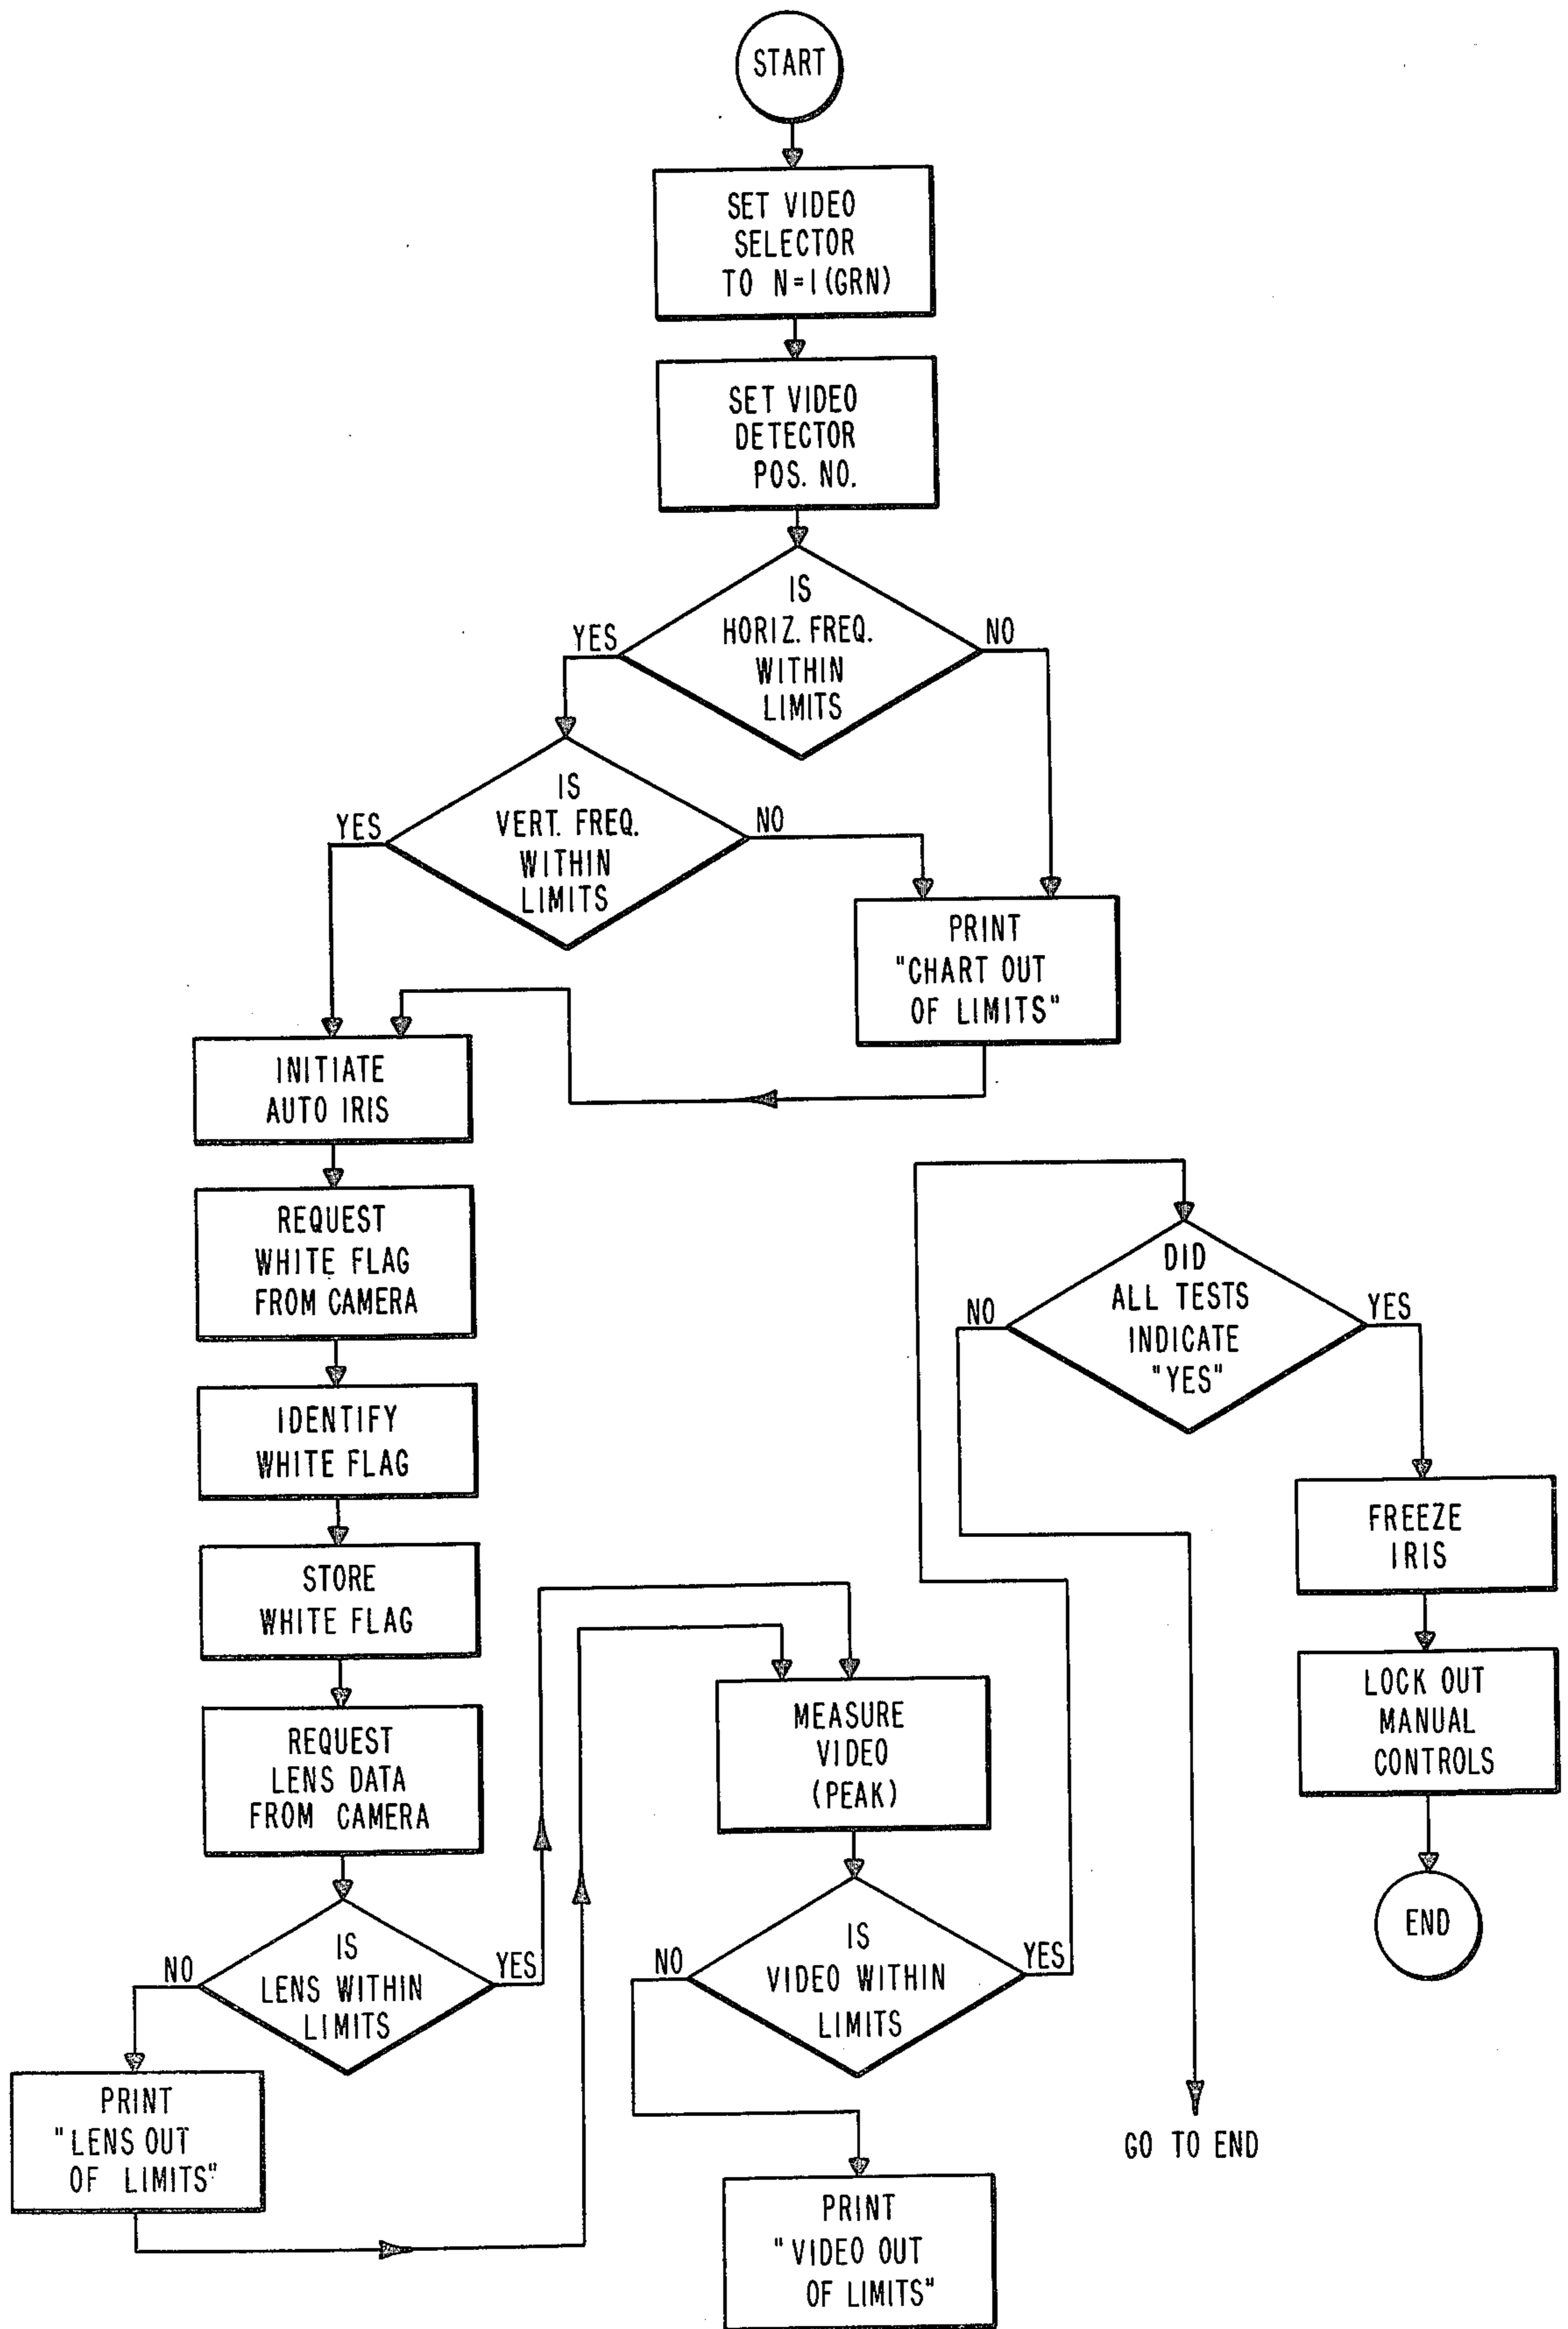 START
SET VIDEO
SELECTOR
TO N=1(GRN)
SET VIDEO
DETECTOR
POS. NO.
IS
HORIZ. FREQ.
WITHIN
LIMITS
YES
NO
IS
VERT. FREQ.
WITHIN
LIMITS
YES
NO
PRINT
"CHART OUT
OF LIMITS"
INITIATE
AUTO IRIS
REQUEST
WHITE FLAG
FROM CAMERA
IDENTIFY
WHITE FLAG
STORE
WHITE FLAG
REQUEST
LENS DATA
FROM CAMERA
IS
LENS WITHIN
LIMITS
NO
YES
PRINT
"LENS OUT
OF LIMITS"
MEASURE
VIDEO
(PEAK)
IS
VIDEO WITHIN
LIMITS
NO
YES
PRINT
"VIDEO OUT
OF LIMITS"
DID
ALL TESTS
INDICATE
"YES"
NO
YES
GO TO END
FREEZE
IRIS
LOCK OUT
MANUAL
CONTROLS
END